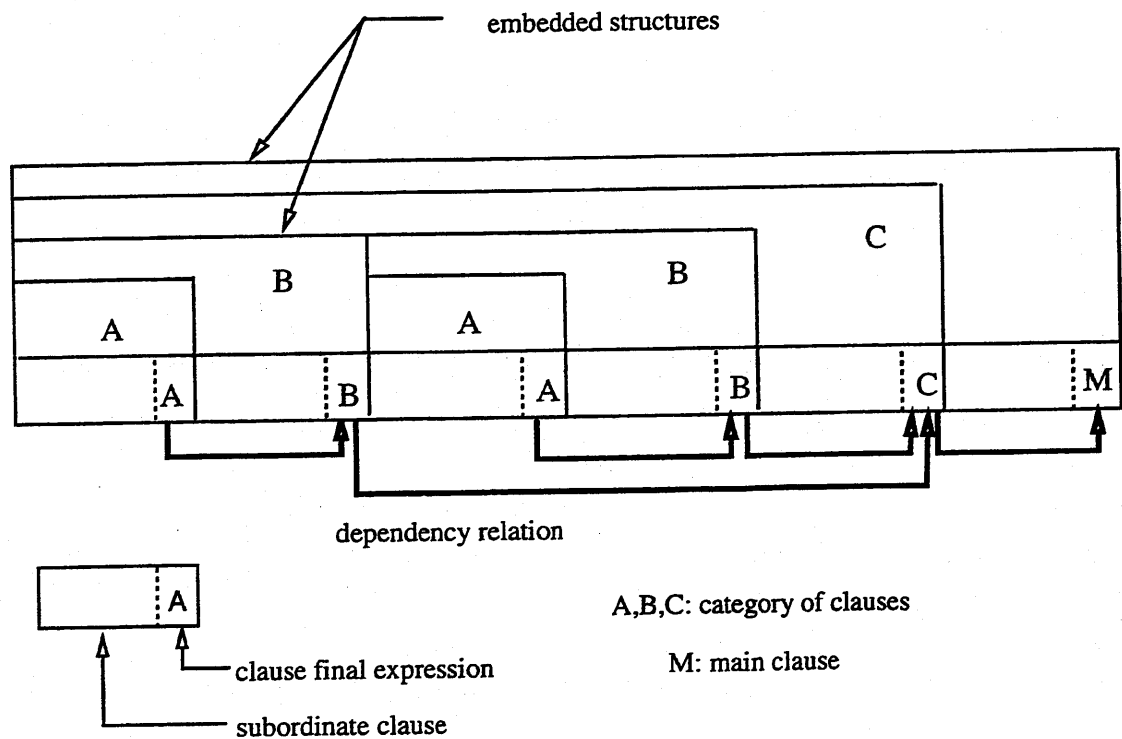 embedded structures
C
B
B
A
A
A
B
A
B
C
M
dependency relation
A
A,B,C: category of clauses
clause final expression
M: main clause
subordinate clause